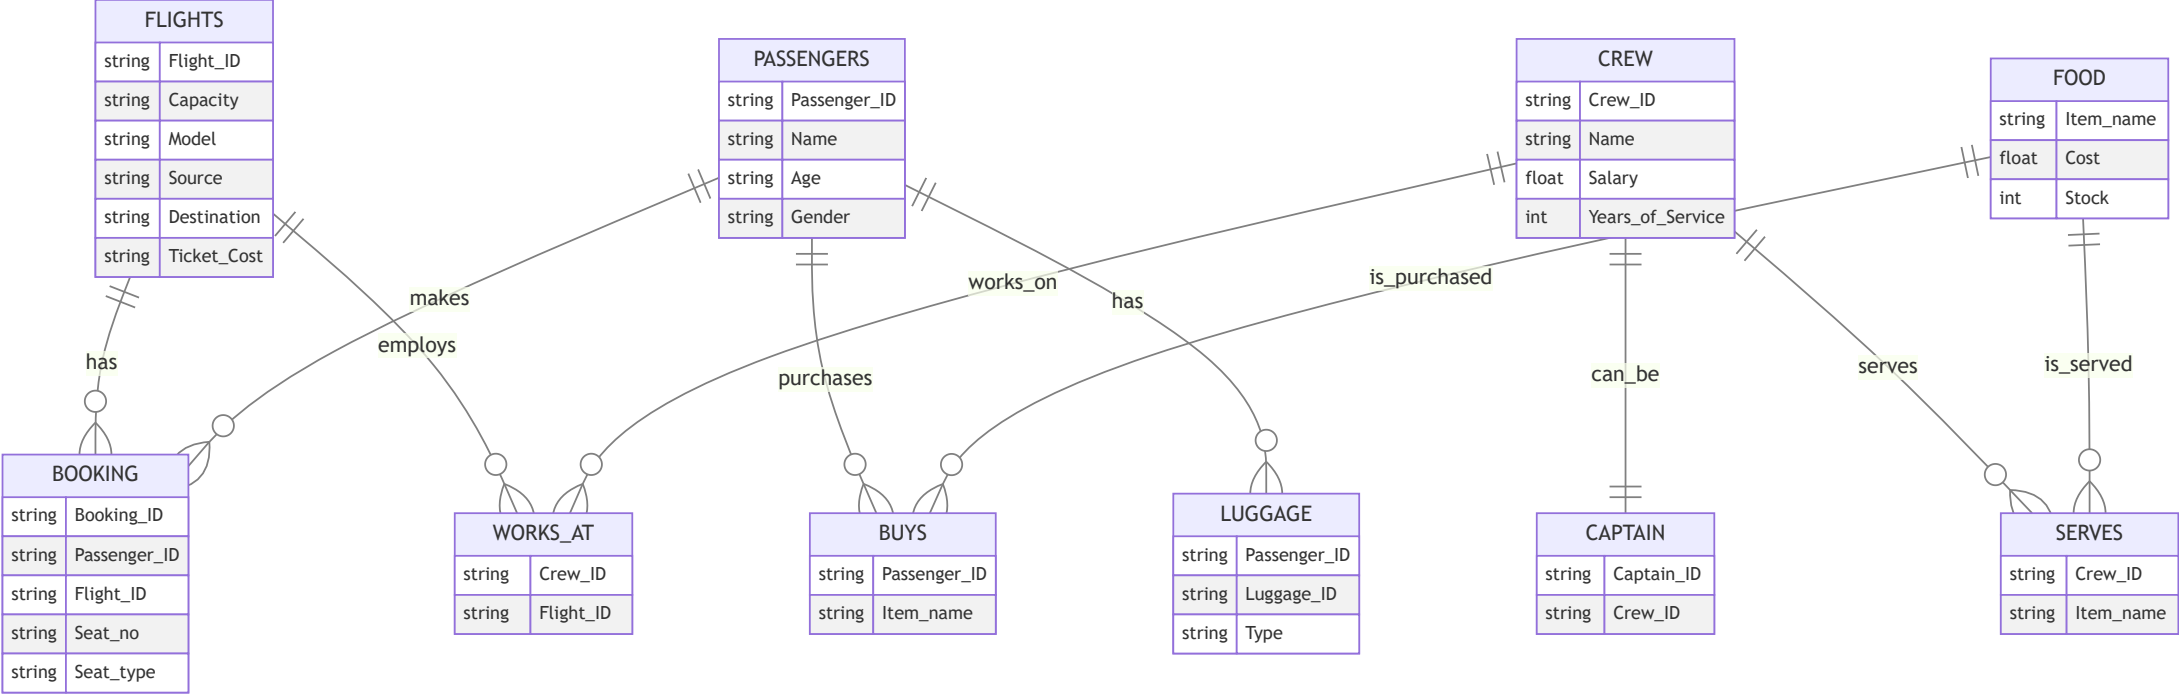 FLIGHTS
string Flight_ID
string Capacity
string Model
string Source
string Destination
string Ticket_Cost
PASSENGERS
string Passenger_ID
string Name
string Age
string Gender
CREW
string Crew_ID
string Name
float Salary
int Years_of_Service
FOOD
string Item_name
float Cost
int Stock
has
makes
employs
purchases
works_on
has
is_purchased
can_be
serves
is_served
BOOKING
string Booking_ID
string Passenger_ID
string Flight_ID
string Seat_no
string Seat_type
WORKS_AT
string Crew_ID
string Flight_ID
BUYS
string Passenger_ID
string Item_name
LUGGAGE
string Passenger_ID
string Luggage_ID
string Type
CAPTAIN
string Captain_ID
string Crew_ID
SERVES
string Crew_ID
string Item_name